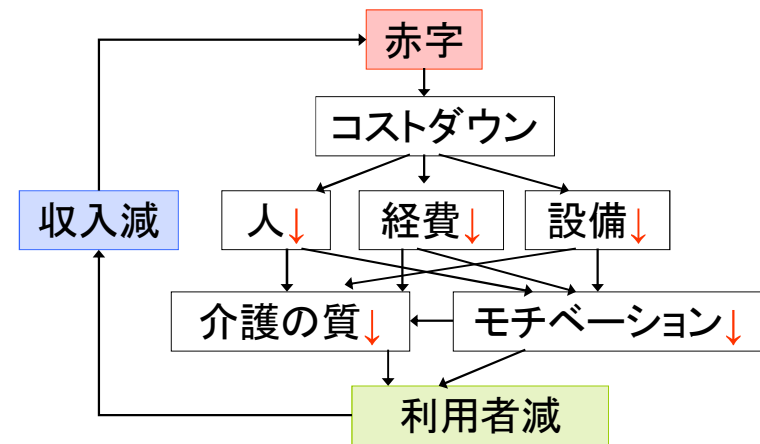 赤字
コストダウン
収入減
人↓
経費↓
設備↓
介護の質↓
モチベーション↓
利用者減